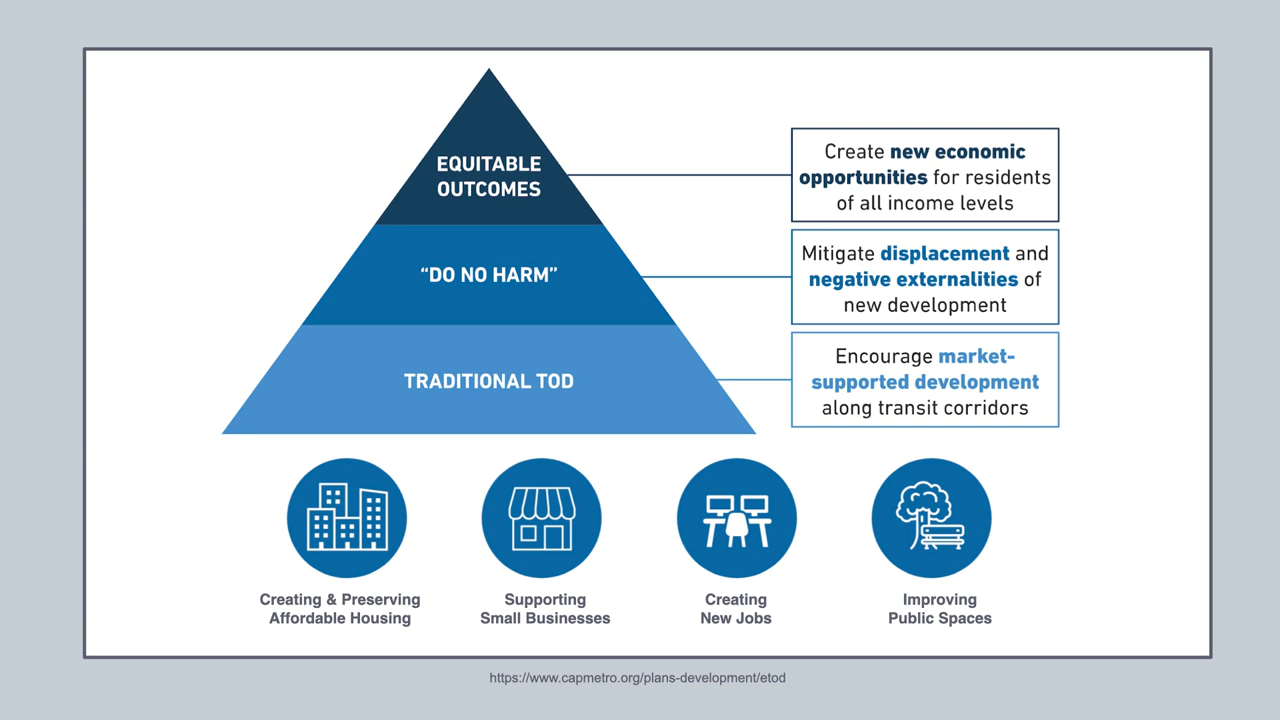 EQUITABLE
OUTCOMES
Create new economic
opportunities for residents
of all income levels
“DO NO HARM”
Mitigate displacement and
negative externalities of
new development
TRADITIONAL TOD
Encourage market-
supported development
along transit corridors
Creating & Preserving
Affordable Housing
Supporting
Small Businesses
Creating
New Jobs
Improving
Public Spaces
https://www.capmetro.org/plans-development/etod